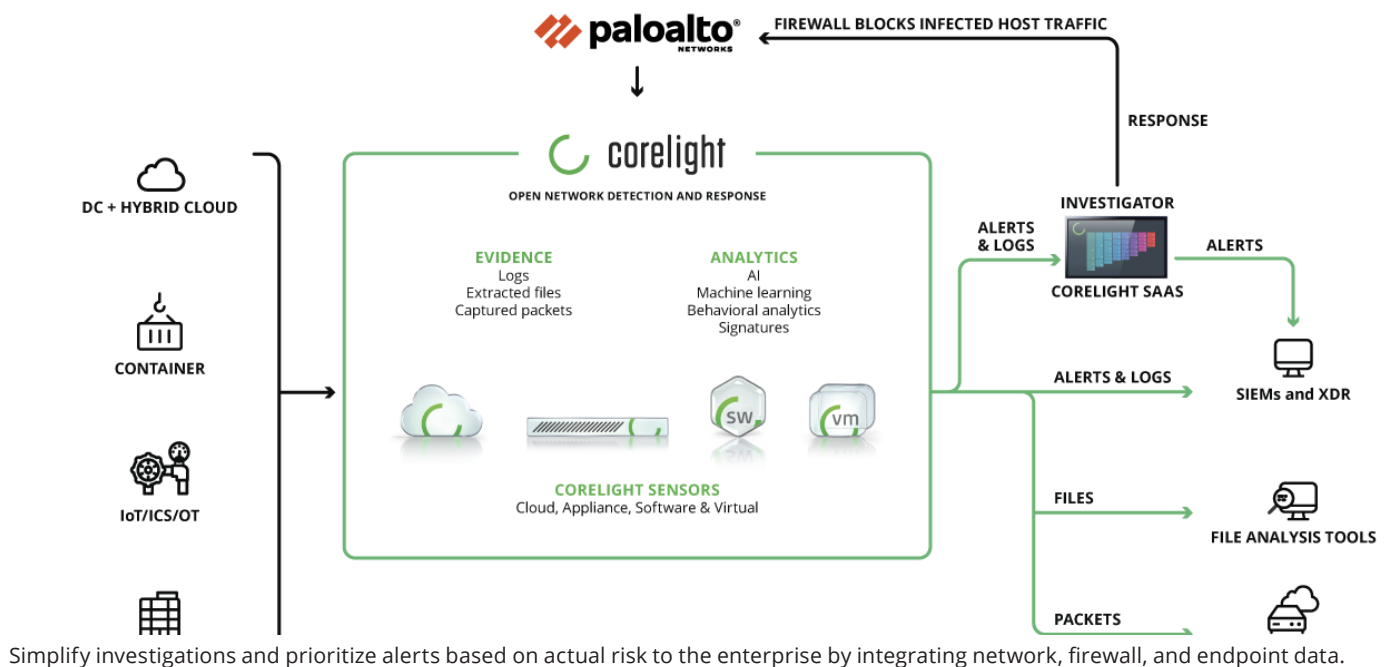 paloalto®
NETWORKS
FIREWALL BLOCKS INFECTED HOST TRAFFIC
RESPONSE
corelight
OPEN NETWORK DETECTION AND RESPONSE
DC + HYBRID CLOUD
CONTAINER
IoT/ICS/OT
EVIDENCE
Logs
Extracted files
Captured packets
ANALYTICS
AI
Machine learning
Behavioral analytics
Signatures
sw
vm
CORELIGHT SENSORS
Cloud, Appliance, Software & Virtual
ALERTS
& LOGS
INVESTIGATOR
CORELIGHT SAAS
ALERTS
ALERTS & LOGS
SIEMs and XDR
FILES
FILE ANALYSIS TOOLS
PACKETS
Simplify investigations and prioritize alerts based on actual risk to the enterprise by integrating network, firewall, and endpoint data.